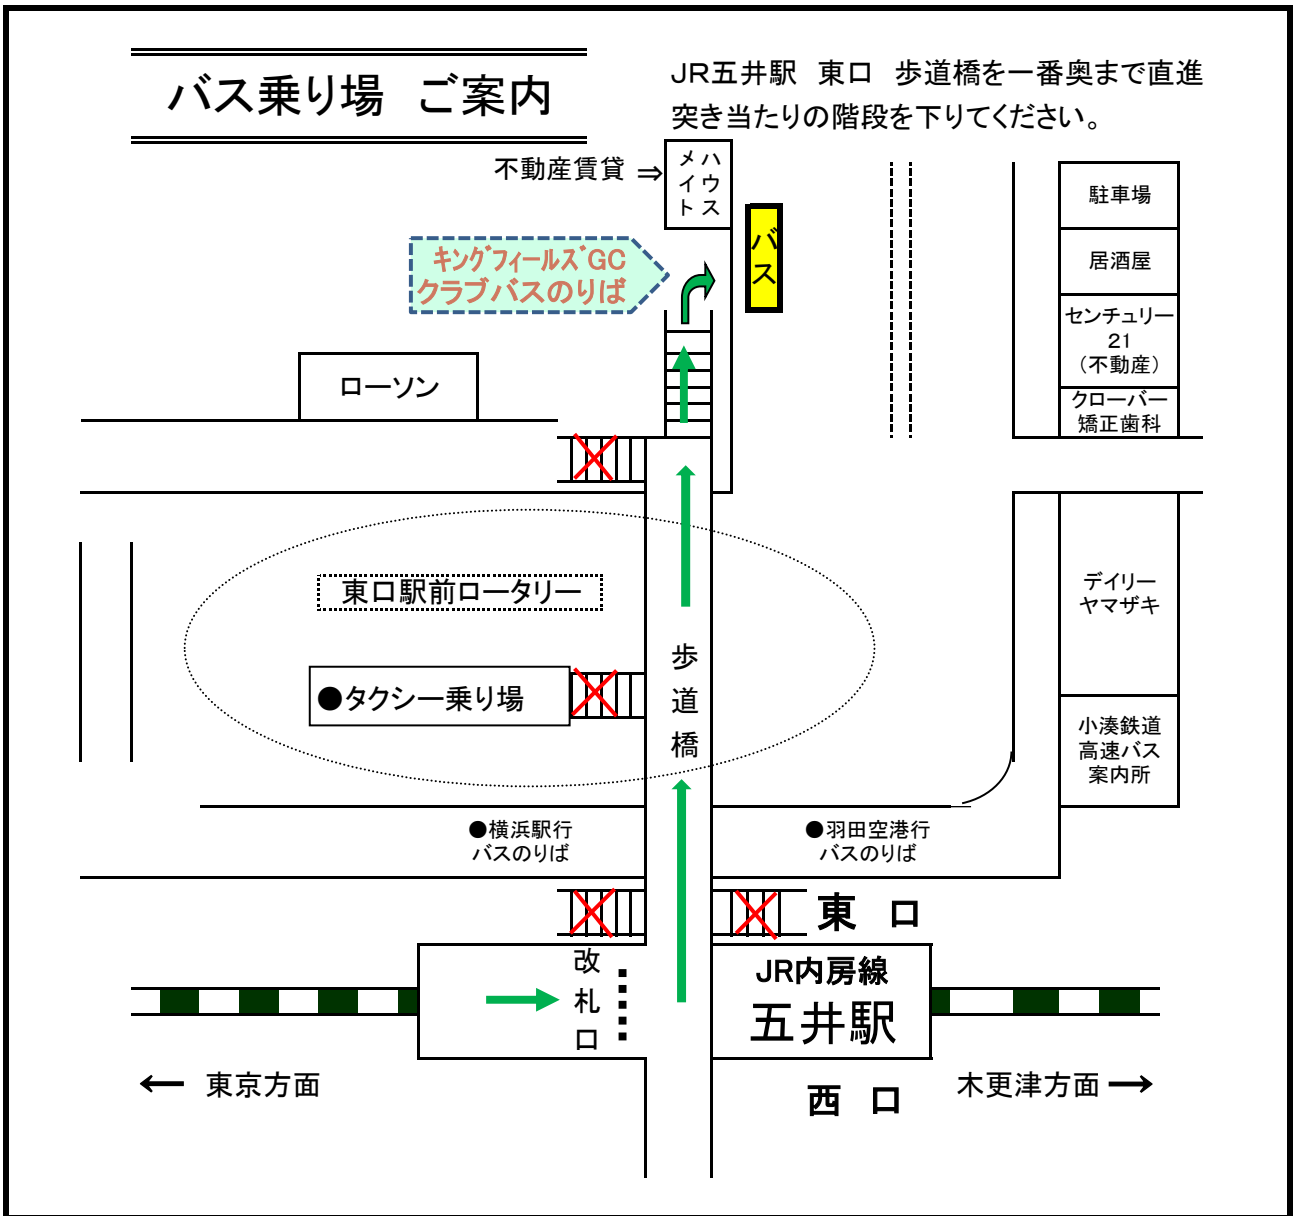 バス乗り場　ご案内
JR五井駅　東口　歩道橋を一番奥まで直進
突き当たりの階段を下りてください。
不動産賃貸 ⇒
ハウス
メイト
バス
キングフィールズGC
クラブバスのりば
駐車場
居酒屋
センチュリー
21
（不動産）
クローバー
矯正歯科
ローソン
東口駅前ロータリー
●タクシー乗り場
歩道橋
デイリー
ヤマザキ
小湊鉄道
高速バス
案内所
●横浜駅行
バスのりば
●羽田空港行
バスのりば
東　口
改札口
JR内房線
五井駅
← 東京方面
西　口
木更津方面 →